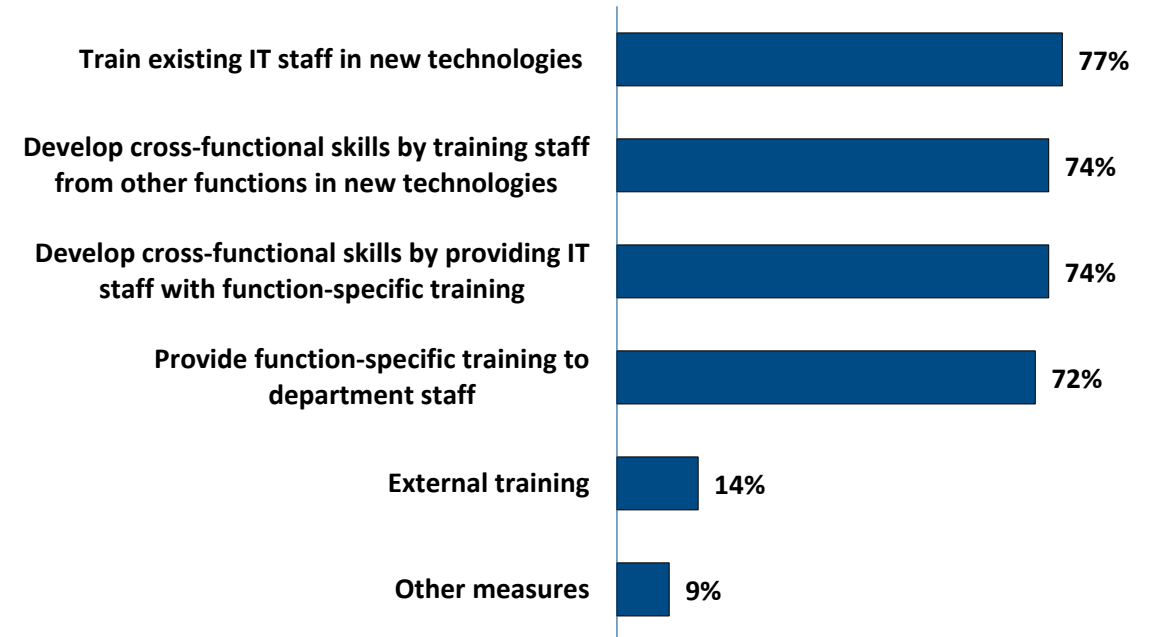 Train existing IT staff in new technologies
77%
Develop cross-functional skills by training staff
from other functions in new technologies
74%
Develop cross-functional skills by providing IT
staff with function-specific training
74%
Provide function-specific training to
department staff
72%
External training
14%
Other measures
9%